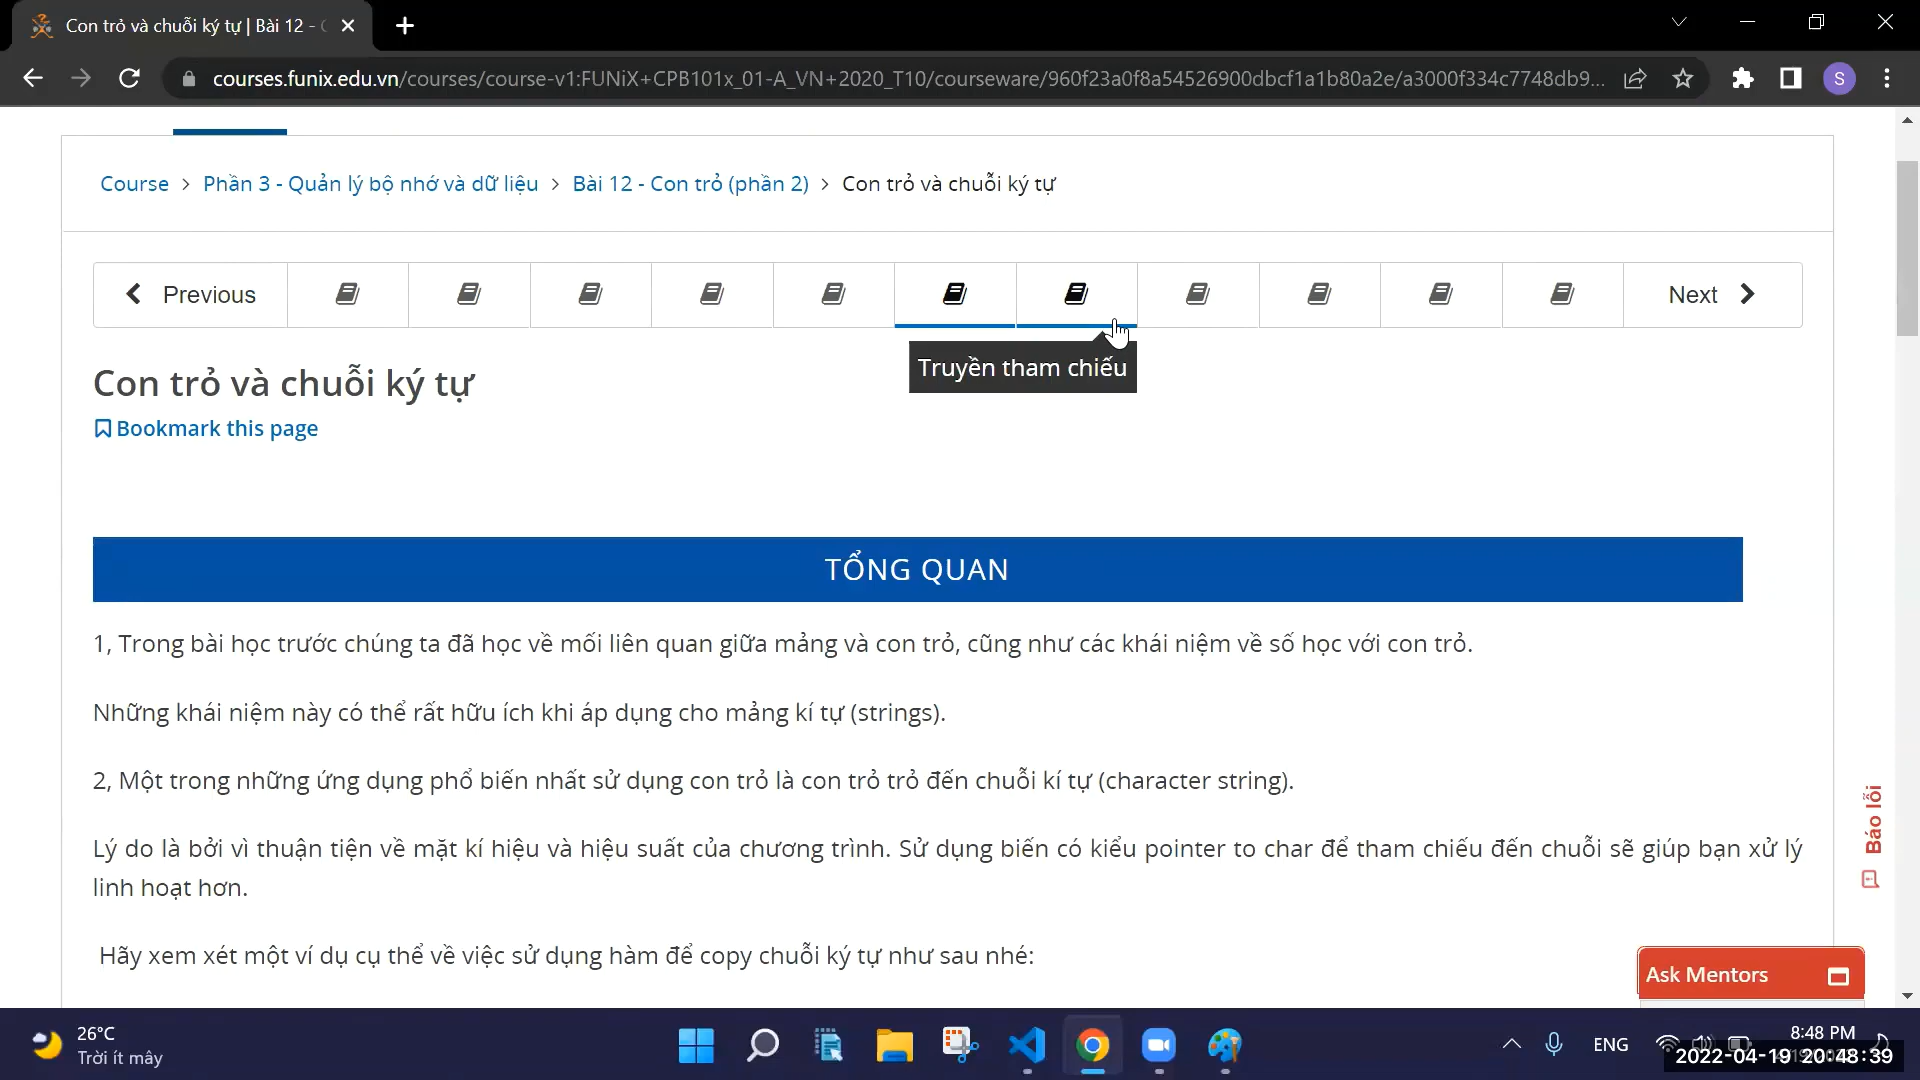 Con trỏ và chuỗi ký tự | Bài 12 -
courses.funix.edu.vn/courses/course-v1:FUNiX+CPB101x_01-A_VN+2020_T10/courseware/960f23a0f8a54526900dbcf1a1b80a2e/a3000f334c7748db9...
S
Course > Phần 3 - Quản lý bộ nhớ và dữ liệu > Bài 12 - Con trỏ (phần 2) > Con trỏ và chuỗi ký tự
Previous
Next
Truyền tham chiếu
Con trỏ và chuỗi ký tự
Bookmark this page
TỔNG QUAN
1, Trong bài học trước chúng ta đã học về mối liên quan giữa mảng và con trỏ, cũng như các khái niệm về số học với con trỏ.
Những khái niệm này có thể rất hữu ích khi áp dụng cho mảng kí tự (strings).
2, Một trong những ứng dụng phổ biến nhất sử dụng con trỏ là con trỏ trỏ đến chuỗi kí tự (character string).
Lý do là bởi vì thuận tiện về mặt kí hiệu và hiệu suất của chương trình. Sử dụng biến có kiểu pointer to char để tham chiếu đến chuỗi sẽ giúp bạn xử lý
linh hoạt hơn.
Hãy xem xét một ví dụ cụ thể về việc sử dụng hàm để copy chuỗi ký tự như sau nhé:
Báo lỗi
Ask Mentors
26°C
Trời ít mây
ENG
8:48 PM
2022-04-19 20:48:39